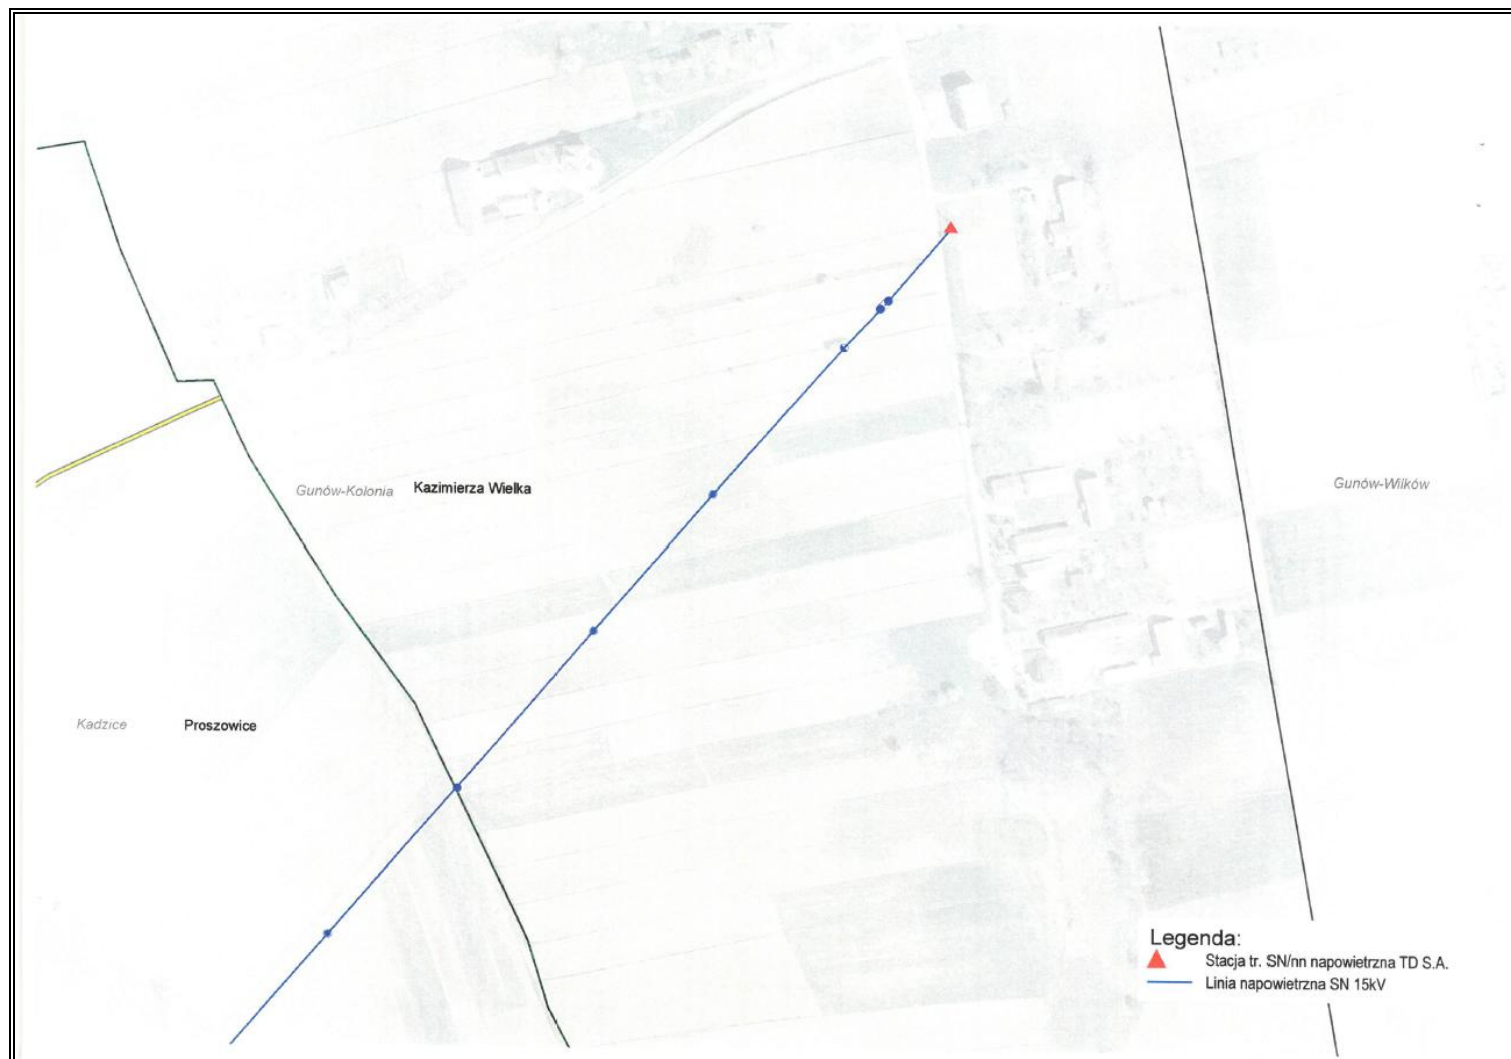 Gunów-Kolonia Kazimierza Wielka
Gunów-Wilków
Kadzice Proszowice
Legenda:
Stacja tr. SN/nn napowietrzna TD S.A.
Linia napowietrzna SN 15kV